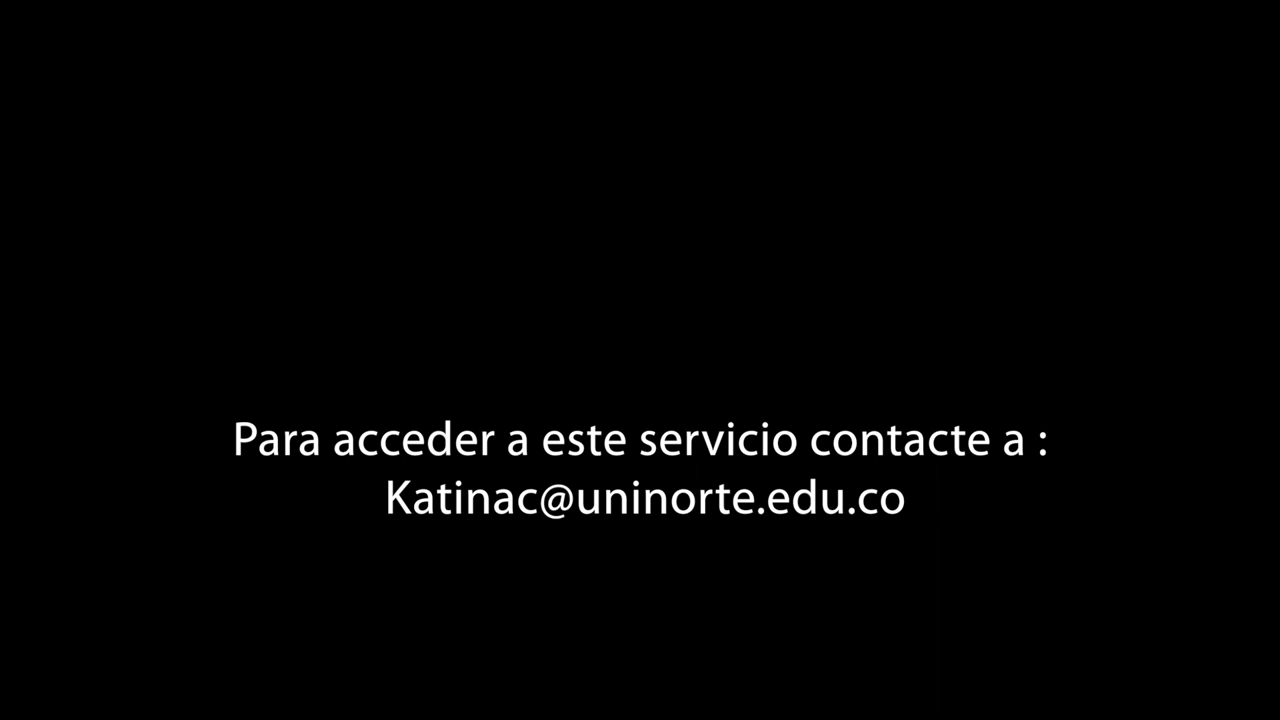 Para acceder a este servicio contacte a :
Katinac@uninorte.edu.co